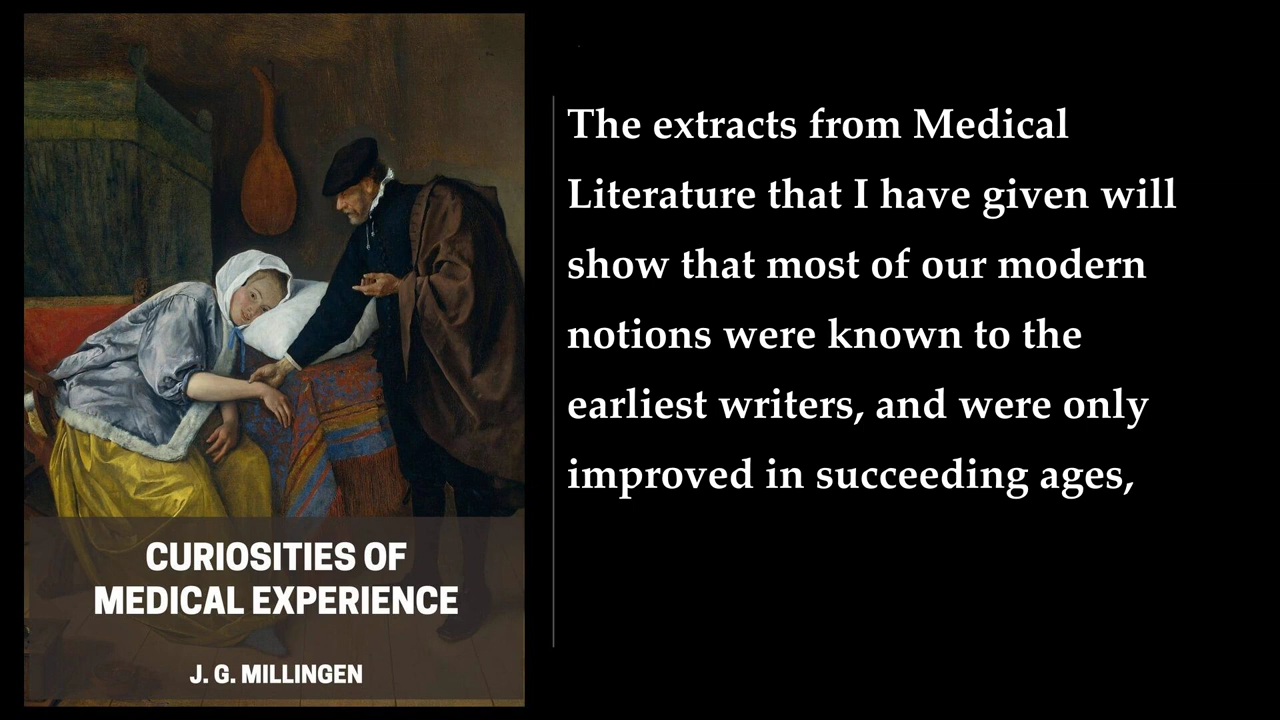 CURIOSITIES OF
MEDICAL EXPERIENCE
J. G. MILLINGEN
The extracts from Medical
Literature that I have given will
show that most of our modern
notions were known to the
earliest writers, and were only
improved in succeeding ages,